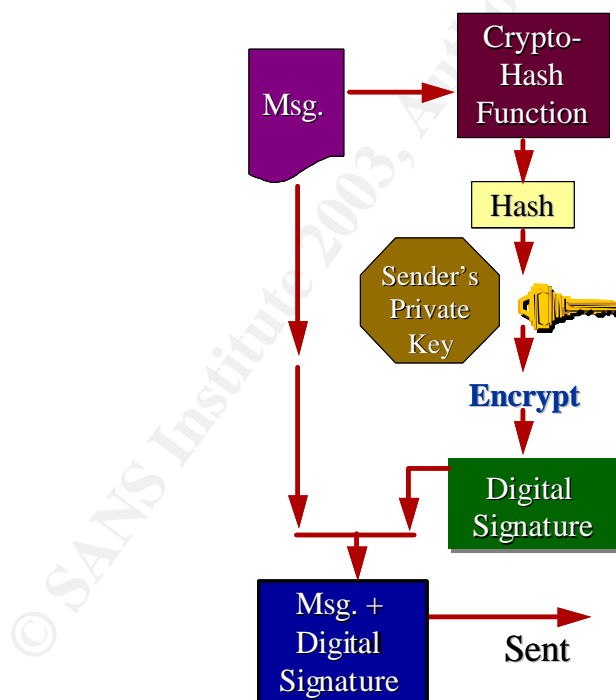 Crypto-
Hash
Function
Msg.
Hash
Sender's
Private
Key
Encrypt
Digital
Signature
Msg. +
Digital
Signature
Sent
© SANS Institute 2003,